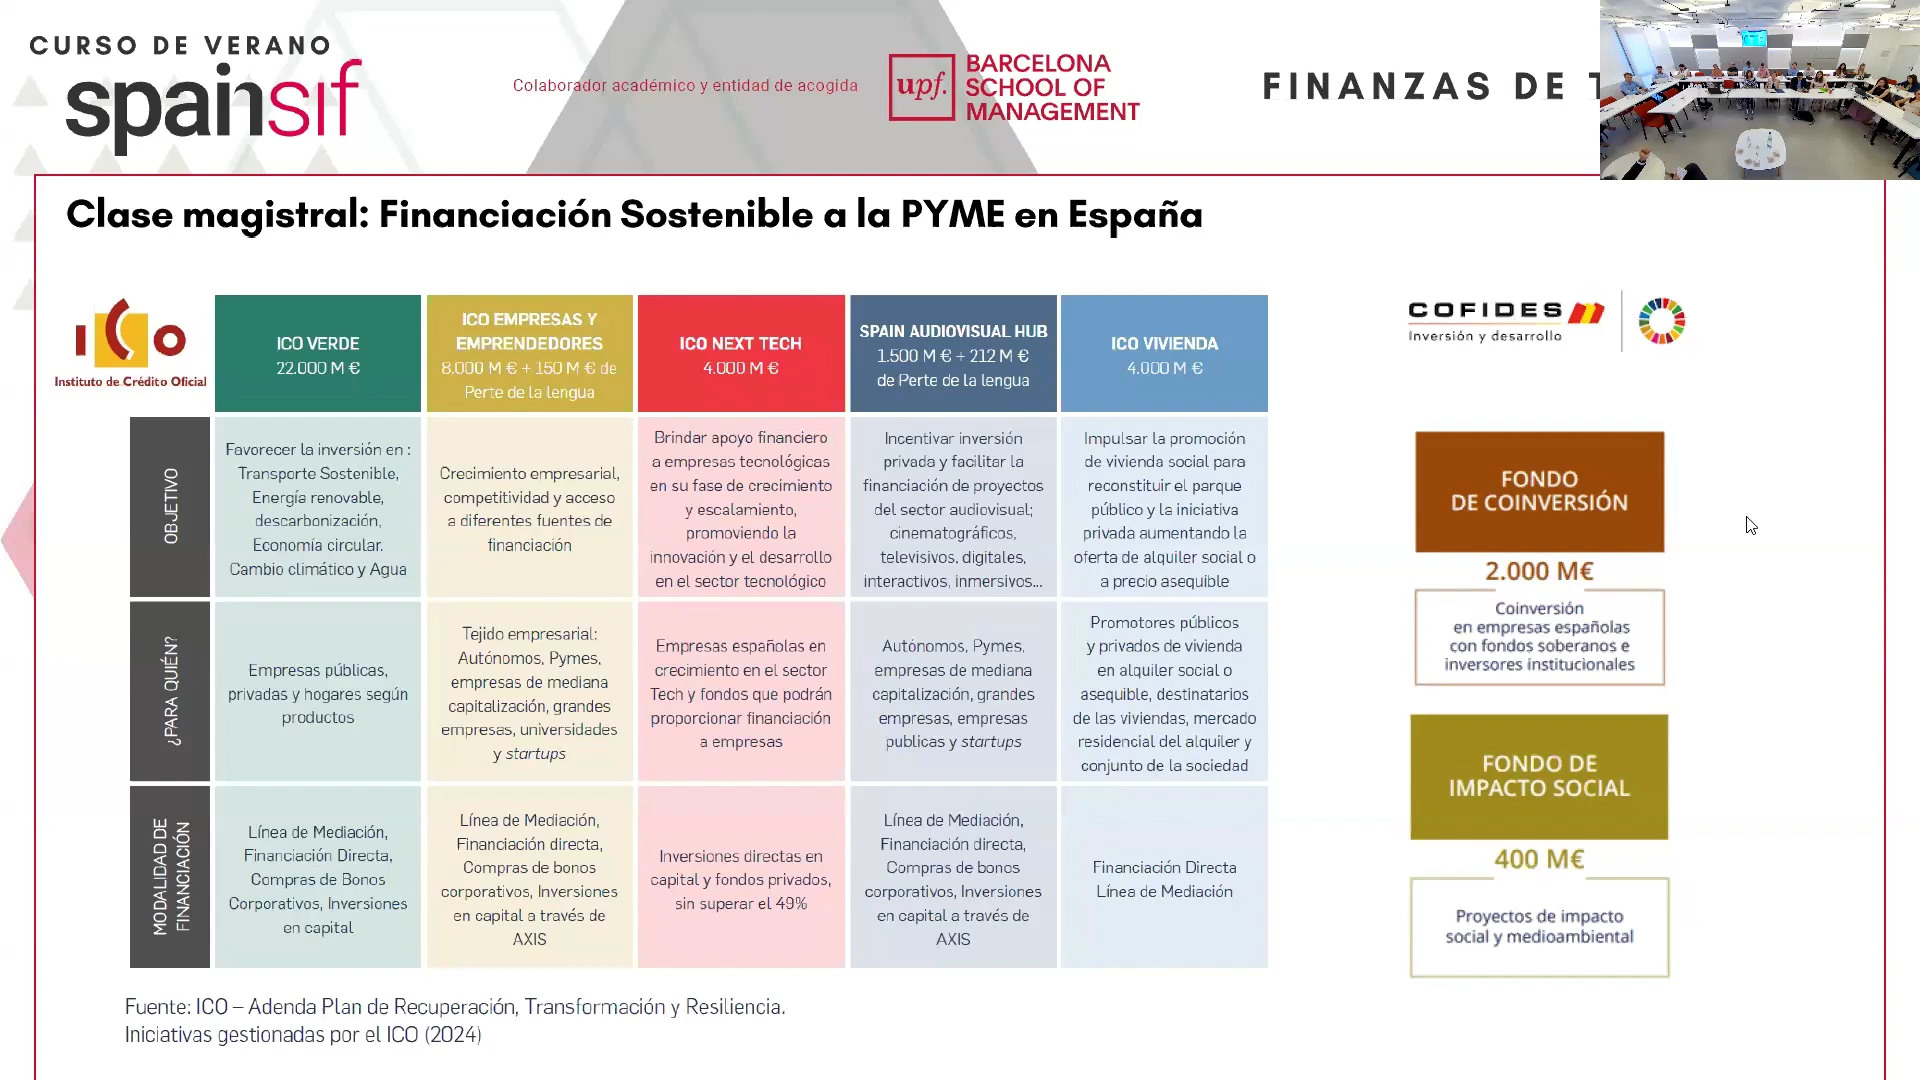 CURSO DE VERANO
spainsif
Colaborador académico y entidad de acogida
upf.
BARCELONA
SCHOOL OF
MANAGEMENT
FINANZAS DE
Clase magistral: Financiación Sostenible a la PYME en España
ICO
Instituto de Crédito Oficial
ICO VERDE
22.000 M €
ICO EMPRESAS Y
EMPRENDEDORES
8.000 M € + 150 M € de
Perte de la lengua
ICO NEXT TECH
4.000 M €
SPAIN AUDIOVISUAL HUB
1.500 M € + 212 M €
de Perte de la lengua
ICO VIVIENDA
4.000 M €
OBJETIVO
Favorecer la inversión en :
Transporte Sostenible,
Energía renovable,
descarbonización,
Economía circular.
Cambio climático y Agua
Crecimiento empresarial,
competitividad y acceso
a diferentes fuentes de
financiación
Brindar apoyo financiero
a empresas tecnológicas
en su fase de crecimiento
y escalamiento,
promoviendo la
innovación y el desarrollo
en el sector tecnológico
Incentivar inversión
privada y facilitar la
financiación de proyectos
del sector audiovisual;
cinematográficos,
televisivos, digitales,
interactivos, inmersivos...
Impulsar la promoción
de vivienda social para
reconstituir el parque
público y la iniciativa
privada aumentando la
oferta de alquiler social o
a precio asequible
¿PARA QUIÉN?
Empresas públicas,
privadas y hogares según
productos
Tejido empresarial:
Autónomos, Pymes,
empresas de mediana
capitalización, grandes
empresas, universidades
y startups
Empresas españolas en
crecimiento en el sector
Tech y fondos que podrán
proporcionar financiación
a empresas
Autónomos, Pymes,
empresas de mediana
capitalización, grandes
empresas, empresas
publicas y startups
Promotores públicos
y privados de vivienda
en alquiler social o
asequible, destinatarios
de las viviendas, mercado
residencial del alquiler y
conjunto de la sociedad
MODALIDAD DE
FINANCIACIÓN
Línea de Mediación,
Financiación Directa,
Compras de Bonos
Corporativos, Inversiones
en capital
Línea de Mediación,
Financiación directa,
Compras de bonos
corporativos, Inversiones
en capital a través de
AXIS
Inversiones directas en
capital y fondos privados,
sin superar el 49%
Línea de Mediación,
Financiación directa,
Compras de bonos
corporativos, Inversiones
en capital a través de
AXIS
Financiación Directa
Línea de Mediación
COFIDES
Inversión y desarrollo
FONDO
DE COINVERSIÓN
2.000 M€
Coinversión
en empresas españolas
con fondos soberanos e
inversores institucionales
FONDO DE
IMPACTO SOCIAL
400 M€
Proyectos de impacto
social y medioambiental
Fuente: ICO – Adenda Plan de Recuperación, Transformación y Resiliencia.
Iniciativas gestionadas por el ICO (2024)